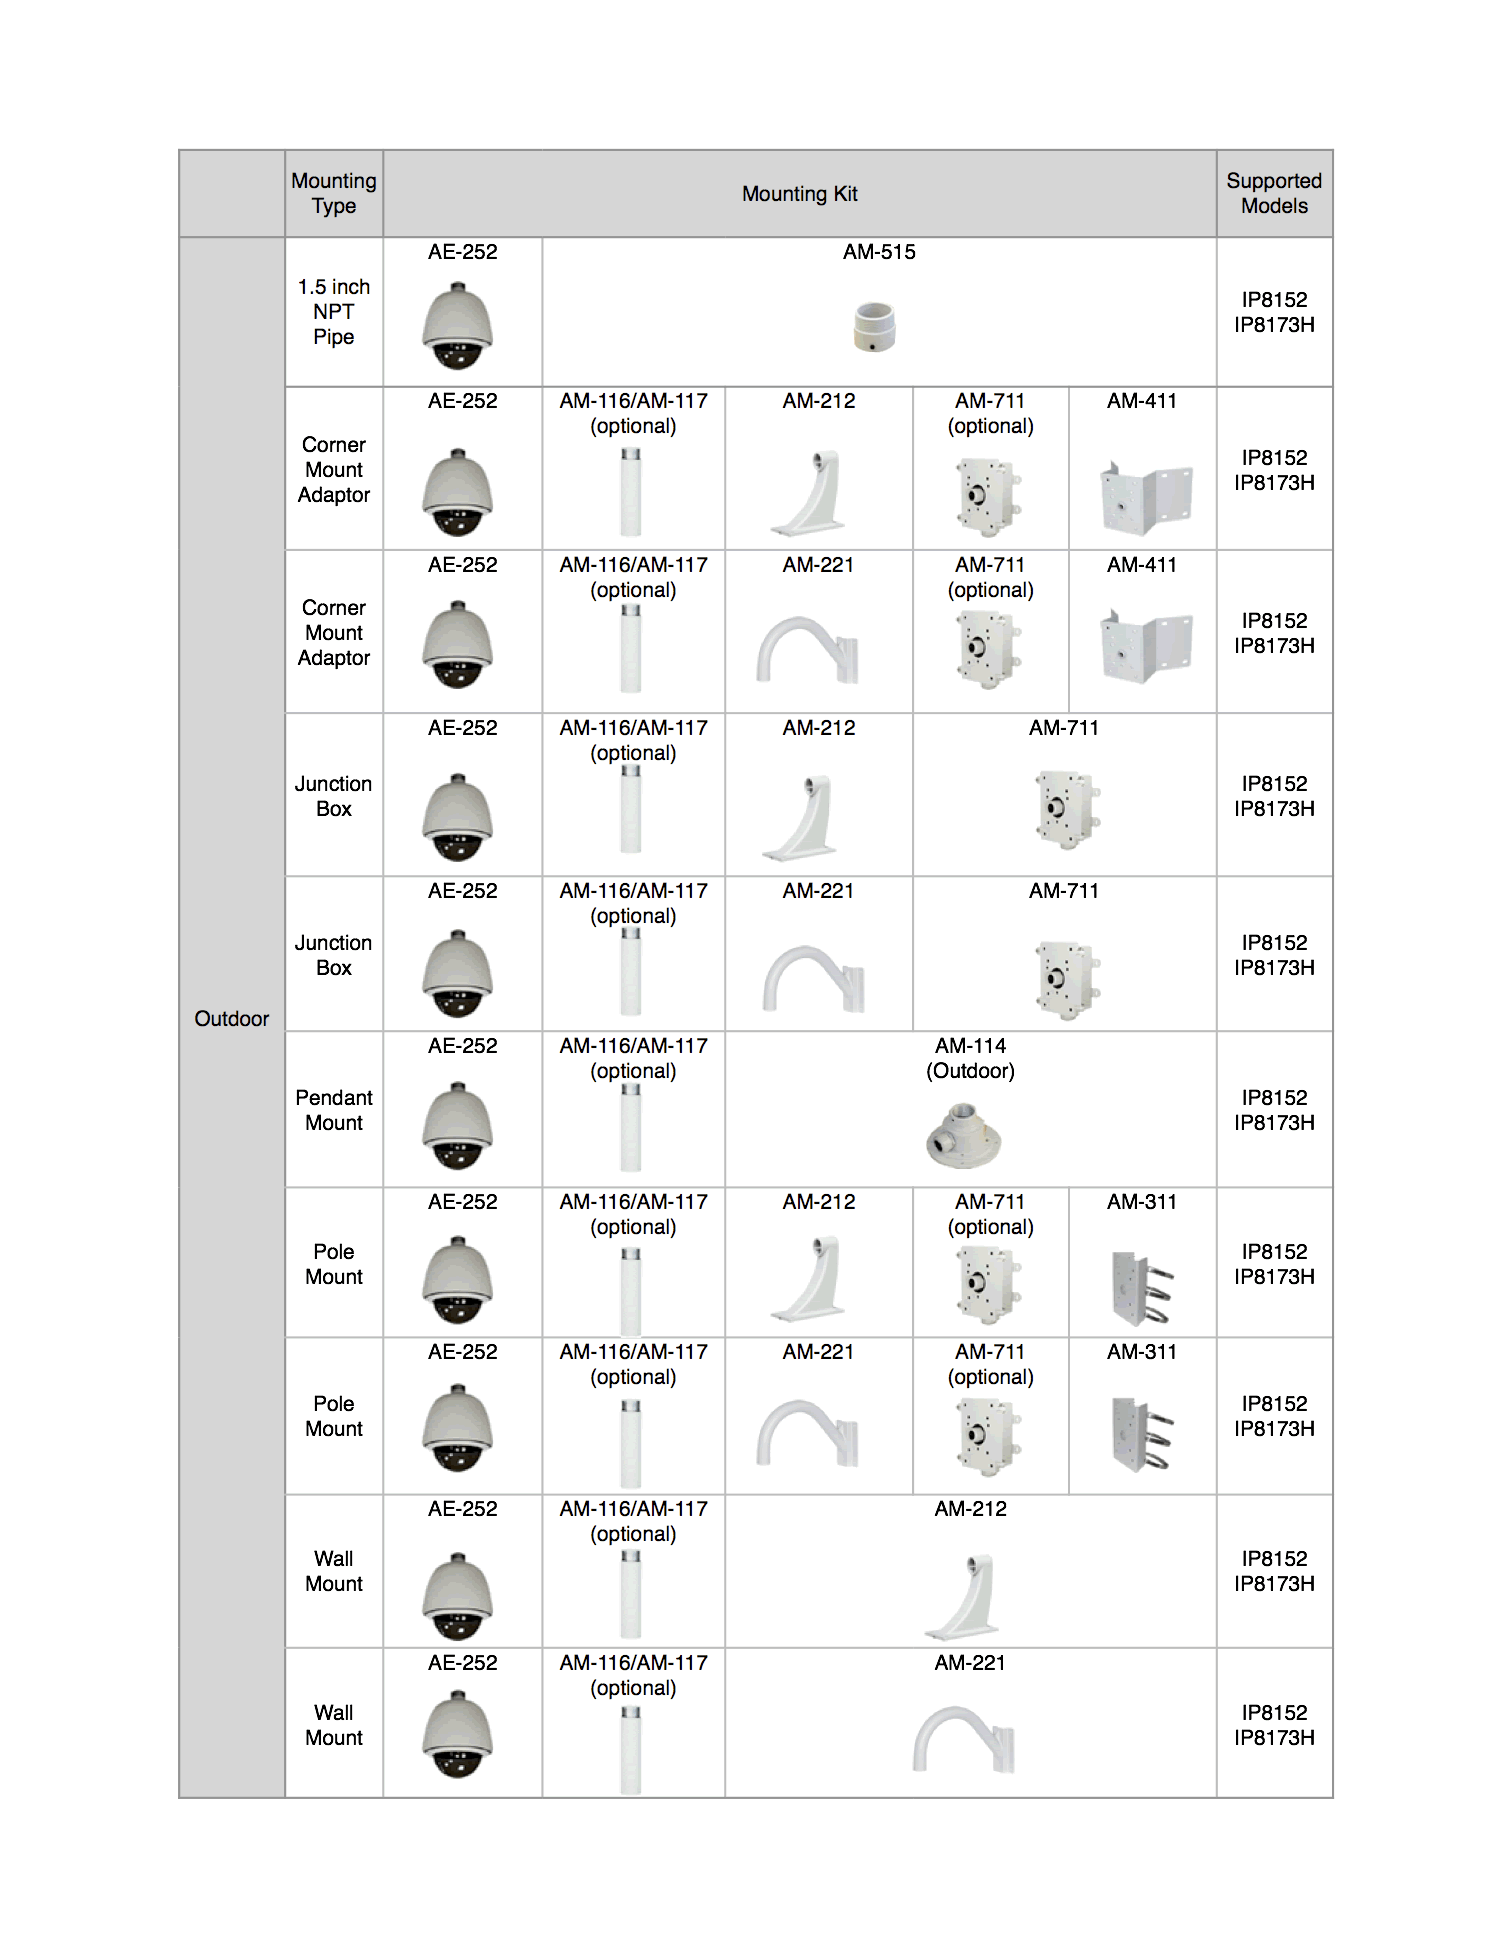 Mounting
Type
Mounting Kit
Supported
Models
Outdoor
1.5 inch
NPT
Pipe
AE-252
AM-515
IP8152
IP8173H
Corner
Mount
Adaptor
AE-252
AM-116/AM-117
(optional)
AM-212
AM-711
(optional)
AM-411
IP8152
IP8173H
Corner
Mount
Adaptor
AE-252
AM-116/AM-117
(optional)
AM-221
AM-711
(optional)
AM-411
IP8152
IP8173H
Junction
Box
AE-252
AM-116/AM-117
(optional)
AM-212
AM-711
IP8152
IP8173H
Junction
Box
AE-252
AM-116/AM-117
(optional)
AM-221
AM-711
IP8152
IP8173H
Pendant
Mount
AE-252
AM-116/AM-117
(optional)
AM-114
(Outdoor)
IP8152
IP8173H
Pole
Mount
AE-252
AM-116/AM-117
(optional)
AM-212
AM-711
(optional)
AM-311
IP8152
IP8173H
Pole
Mount
AE-252
AM-116/AM-117
(optional)
AM-221
AM-711
(optional)
AM-311
IP8152
IP8173H
Wall
Mount
AE-252
AM-116/AM-117
(optional)
AM-212
IP8152
IP8173H
Wall
Mount
AE-252
AM-116/AM-117
(optional)
AM-221
IP8152
IP8173H